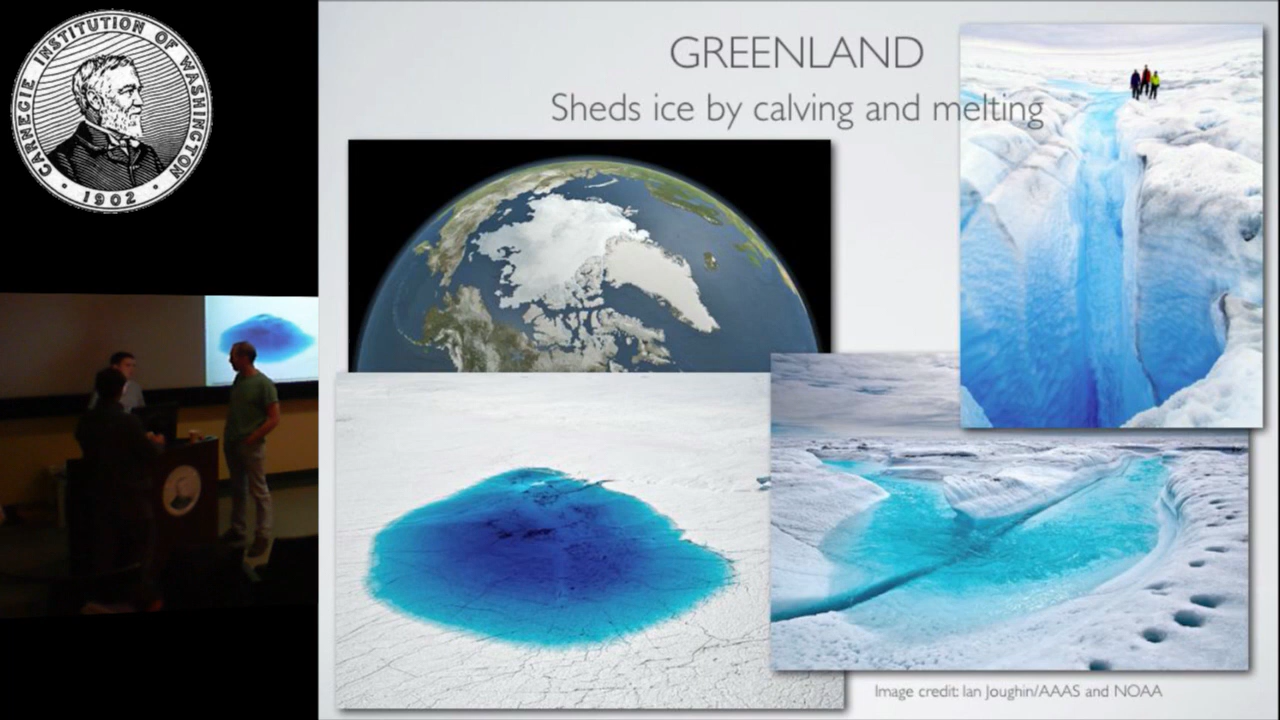 CARNEGIE INSTITUTION OF WASHINGTON
· 1902 ·
GREENLAND
Sheds ice by calving and melting
Image credit: Ian Joughin/AAAS and NOAA